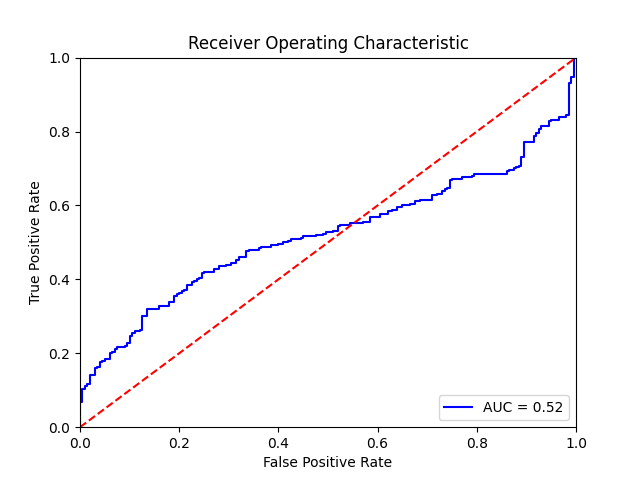 Receiver Operating Characteristic
1.0
0.8
0.6
0.4
0.2
0.0
True Positive Rate
AUC = 0.52
0.0 0.2 0.4 0.6 0.8 1.0
False Positive Rate